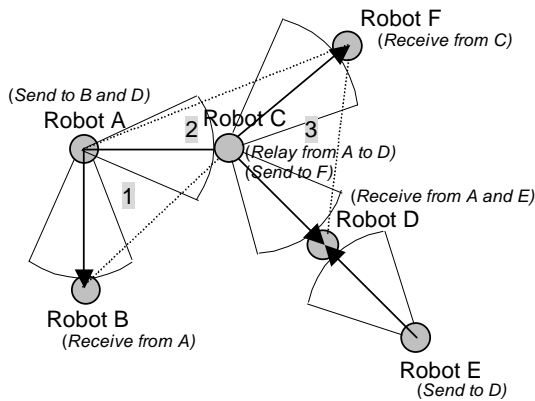 Robot F
(Receive from C)
(Send to B and D)
Robot A
2
Robot C
3
(Relay from A to D)
(Send to F)
1
(Receive from A and E)
Robot D
Robot B
(Receive from A)
Robot E
(Send to D)